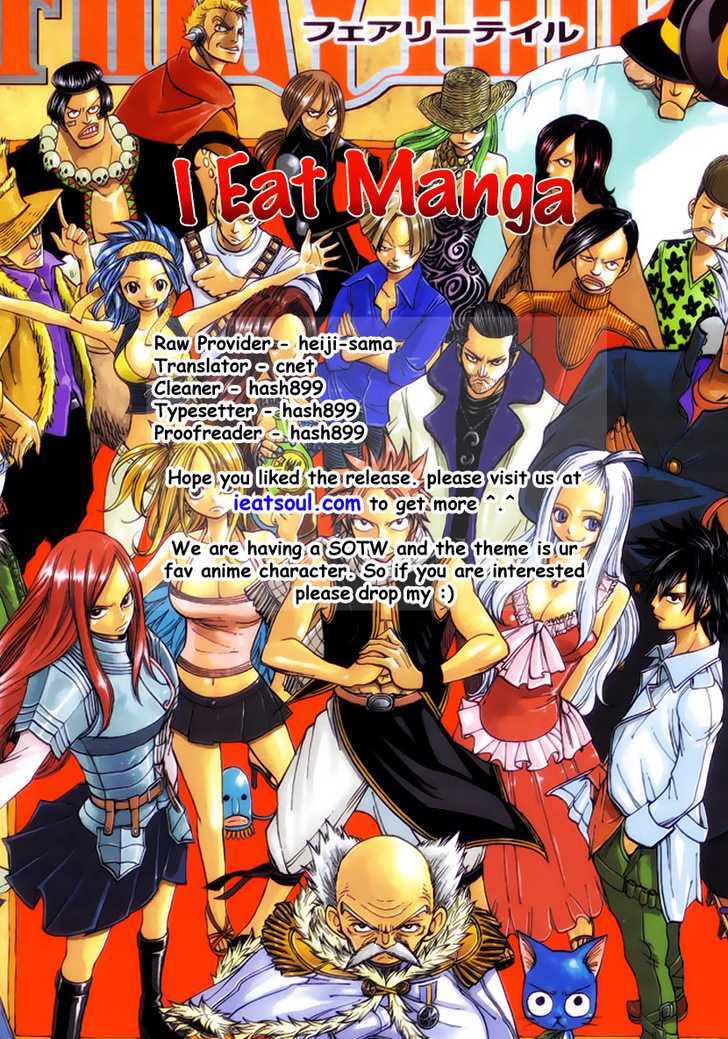 フェアリーテイル
I Eat Manga
Raw Provider - heiji-sama
Translator - cnet
Cleaner - hash899
Typesetter - hash899
Proofreader - hash899
Hope you liked the release. please visit us at
ieatsoul.com to get more ^.^
We are having a SOTW and the theme is ur
fav anime character. So if you are interested
please drop my :)